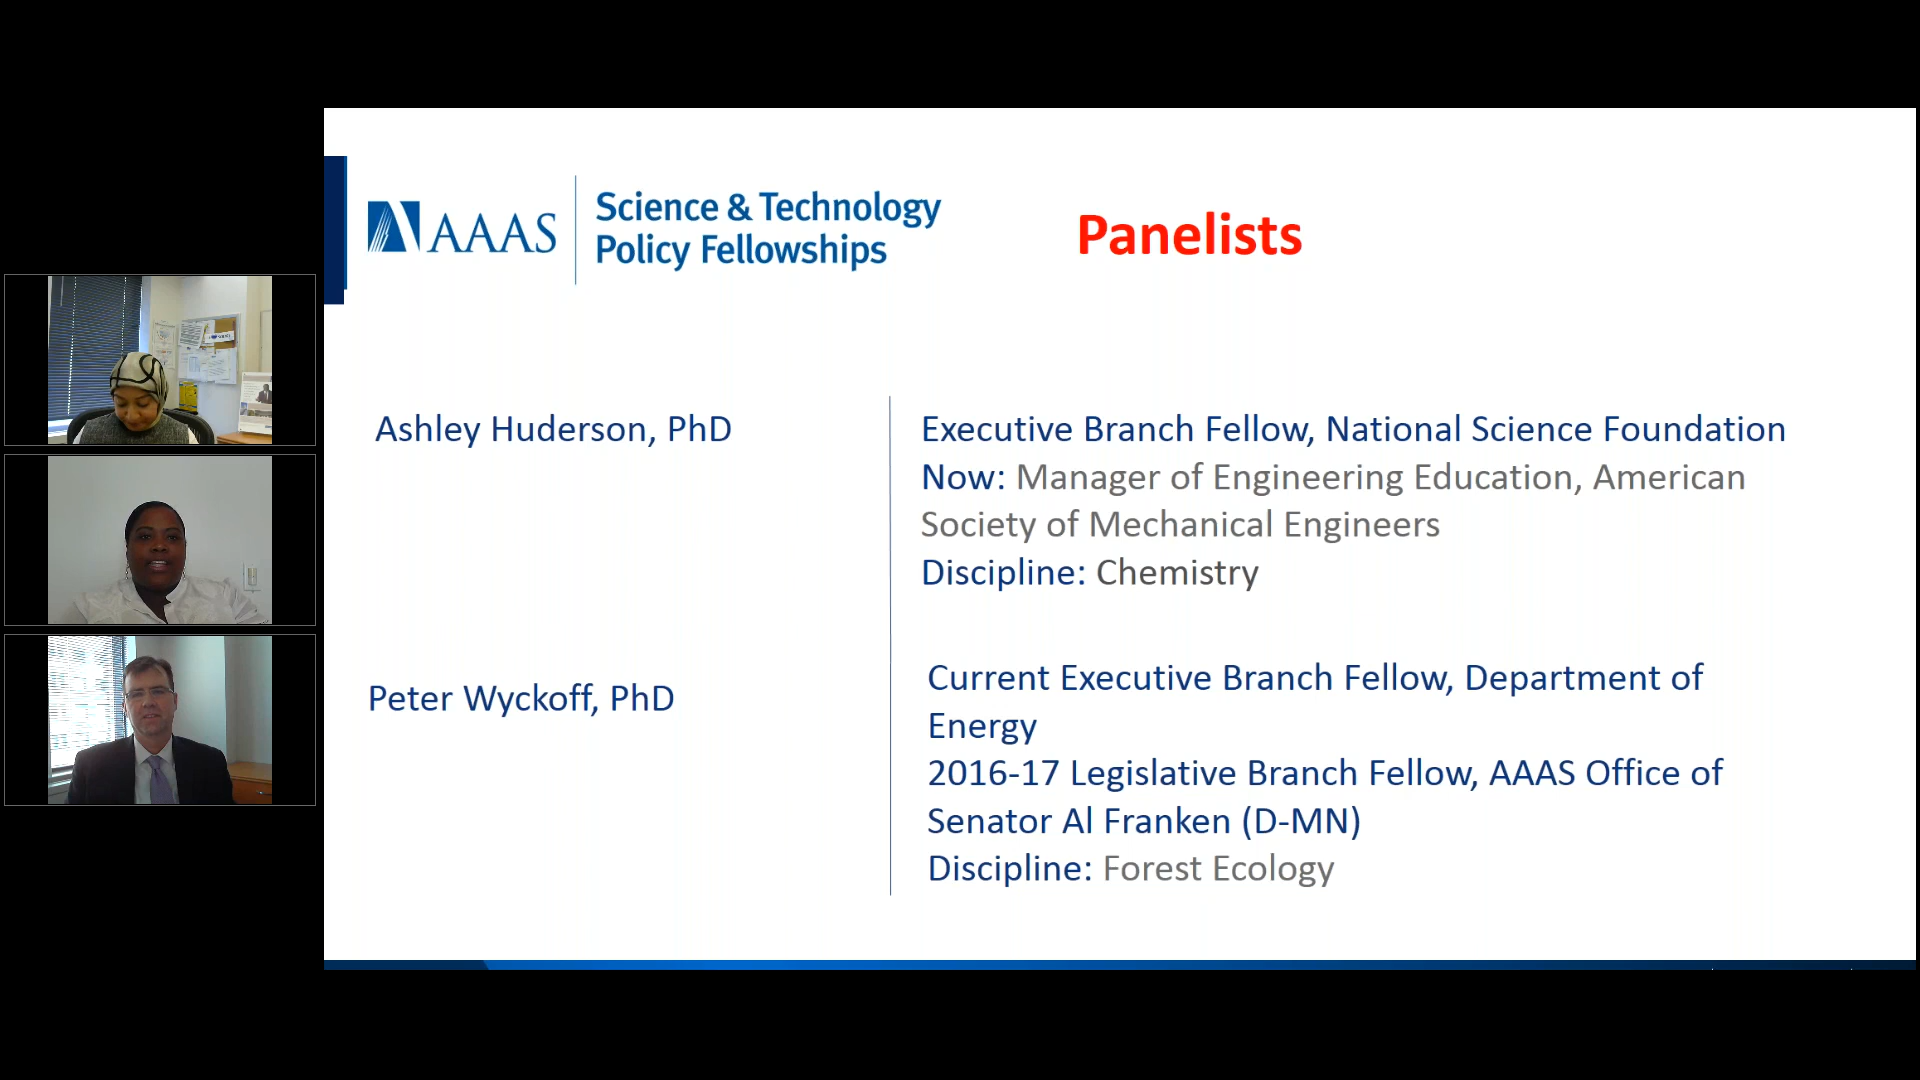 AAAS
Science & Technology
Policy Fellowships
Panelists
Ashley Huderson, PhD
Executive Branch Fellow, National Science Foundation
Now: Manager of Engineering Education, American
Society of Mechanical Engineers
Discipline: Chemistry
Peter Wyckoff, PhD
Current Executive Branch Fellow, Department of
Energy
2016-17 Legislative Branch Fellow, AAAS Office of
Senator Al Franken (D-MN)
Discipline: Forest Ecology